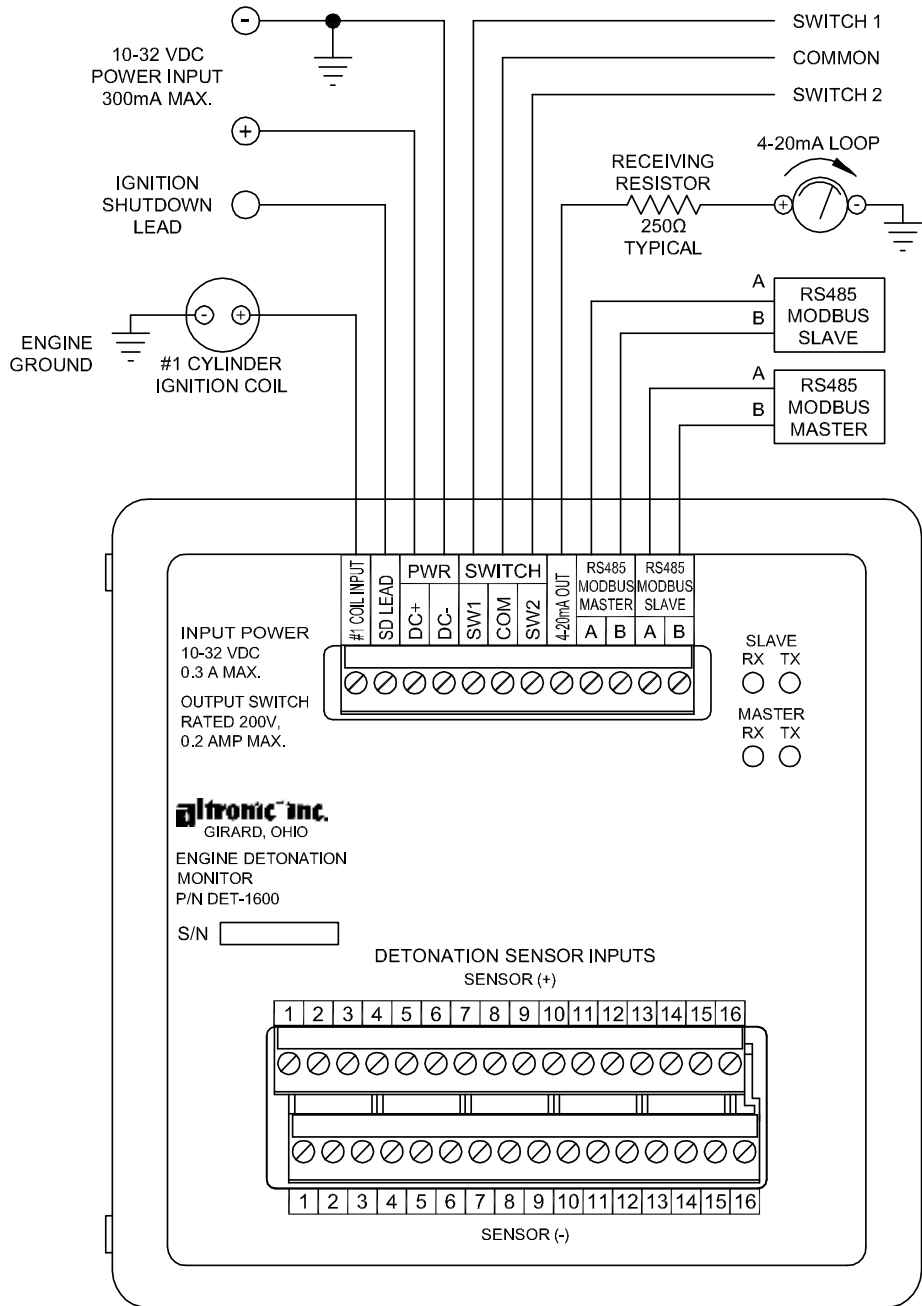 -
10-32 VDC
POWER INPUT
300mA MAX.
+
IGNITION
SHUTDOWN
LEAD
ENGINE
GROUND
- +
#1 CYLINDER
IGNITION COIL
SWITCH 1
COMMON
SWITCH 2
4-20mA LOOP
RECEIVING
RESISTOR
250Ω
TYPICAL
+ -
A
B
RS485
MODBUS
SLAVE
A
B
RS485
MODBUS
MASTER
#1 COIL INPUT
SD LEAD
PWR
DC+
DC-
SWITCH
SW1
COM
SW2
4-20mA OUT
RS485
MODBUS
MASTER
A B
RS485
MODBUS
SLAVE
A B
INPUT POWER
10-32 VDC
0.3 A MAX.
OUTPUT SWITCH
RATED 200V,
0.2 AMP MAX.
SLAVE
RX TX
MASTER
RX TX
altronic inc.
GIRARD, OHIO
ENGINE DETONATION
MONITOR
P/N DET-1600
S/N
DETONATION SENSOR INPUTS
SENSOR (+)
1 2 3 4 5 6 7 8 9 10 11 12 13 14 15 16
1 2 3 4 5 6 7 8 9 10 11 12 13 14 15 16
SENSOR (-)